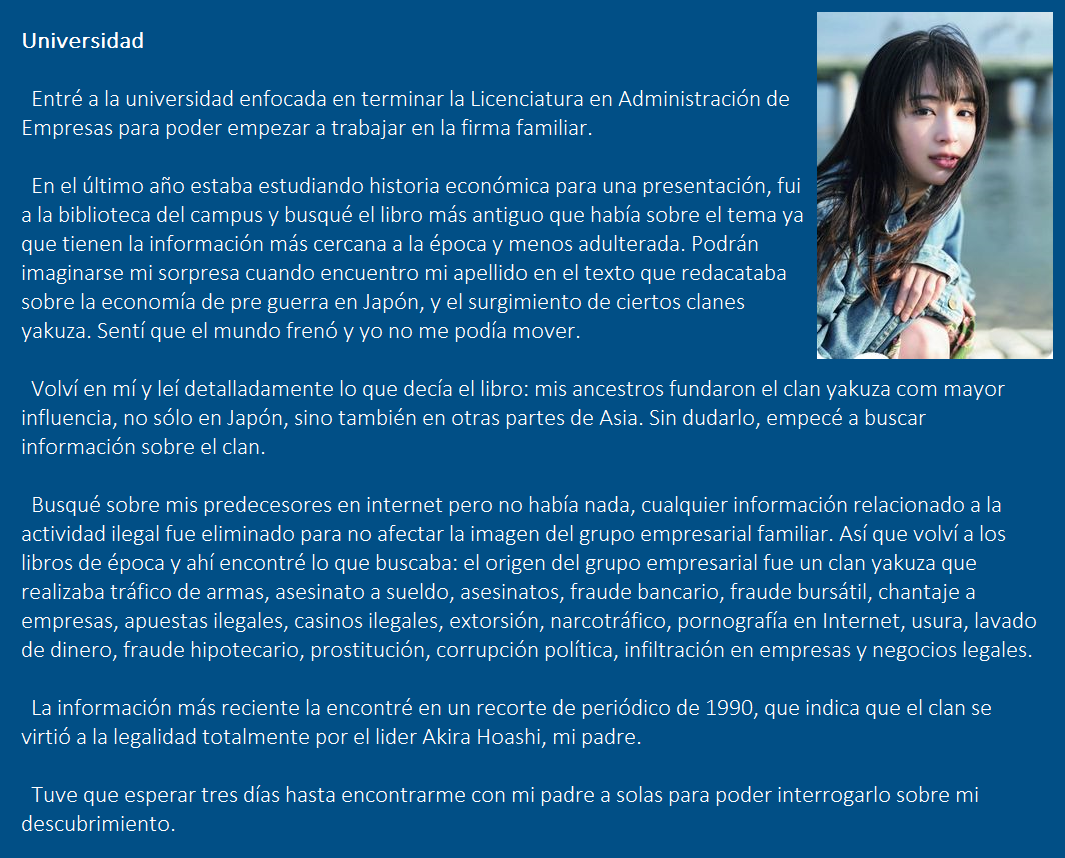 Universidad
Entré a la universidad enfocada en terminar la Licenciatura en Administración de
Empresas para poder empezar a trabajar en la firma familiar.
En el último año estaba estudiando historia económica para una presentación, fui
a la biblioteca del campus y busqué el libro más antiguo que había sobre el tema ya
que tienen la información más cercana a la época y menos adulterada. Podrán
imaginarse mi sorpresa cuando encuentro mi apellido en el texto que redacataba
sobre la economía de pre guerra en Japón, y el surgimiento de ciertos clanes
yakuza. Sentí que el mundo frenó y yo no me podía mover.
Volví en mí y leí detalladamente lo que decía el libro: mis ancestros fundaron el clan yakuza com mayor
influencia, no sólo en Japón, sino también en otras partes de Asia. Sin dudarlo, empecé a buscar
información sobre el clan.
Busqué sobre mis predecesores en internet pero no había nada, cualquier información relacionado a la
actividad ilegal fue eliminado para no afectar la imagen del grupo empresarial familiar. Así que volví a los
libros de época y ahí encontré lo que buscaba: el origen del grupo empresarial fue un clan yakuza que
realizaba tráfico de armas, asesinato a sueldo, asesinatos, fraude bancario, fraude bursátil, chantaje a
empresas, apuestas ilegales, casinos ilegales, extorsión, narcotráfico, pornografía en Internet, usura, lavado
de dinero, fraude hipotecario, prostitución, corrupción política, infiltración en empresas y negocios legales.
La información más reciente la encontré en un recorte de periódico de 1990, que indica que el clan se
virtió a la legalidad totalmente por el lider Akira Hoashi, mi padre.
Tuve que esperar tres días hasta encontrarme con mi padre a solas para poder interrogarlo sobre mi
descubrimiento.